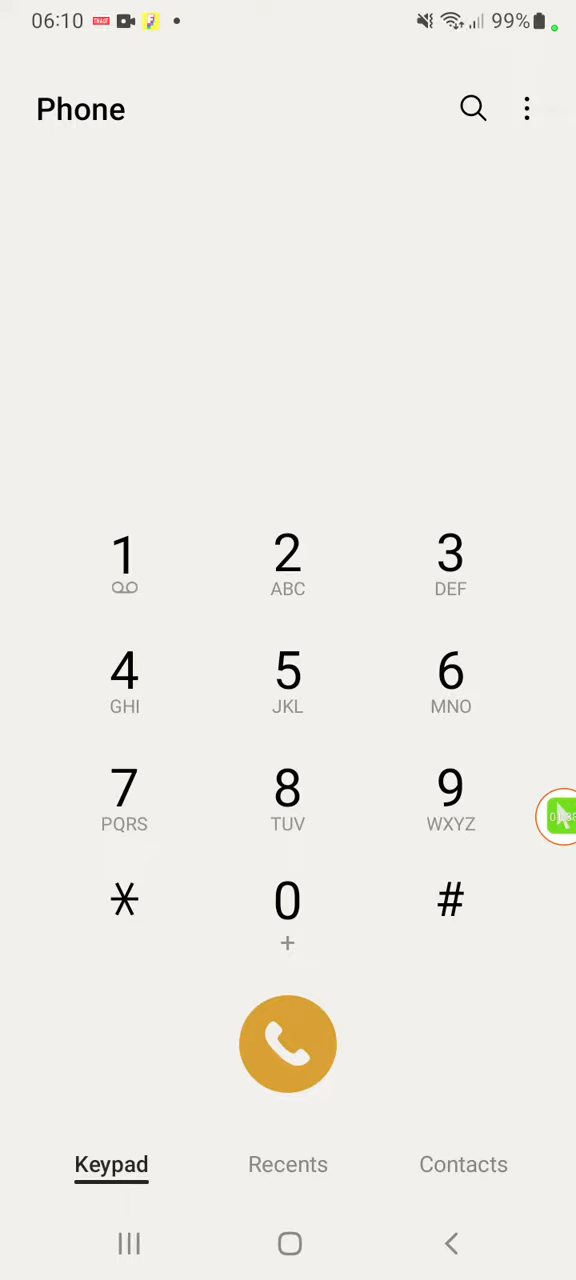 06:10 99%
Phone
1 2 3
ABC DEF
4 5 6
GHI JKL MNO
7 8 9
PQRS TUV WXYZ
* 0 #
+
Keypad Recents Contacts